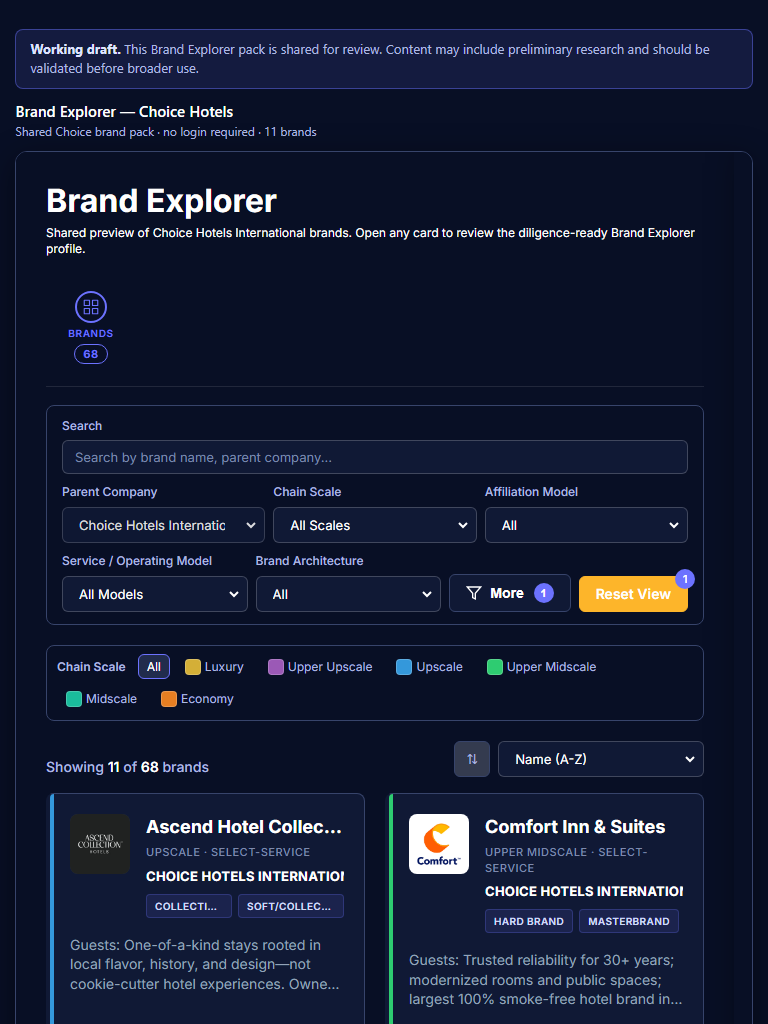 Working draft. This Brand Explorer pack is shared for review. Content may include preliminary research and should be
validated before broader use.
Brand Explorer — Choice Hotels
Shared Choice brand pack · no login required · 11 brands
Brand Explorer
Shared preview of Choice Hotels International brands. Open any card to review the diligence-ready Brand Explorer
profile.
BRANDS
68
Search
Search by brand name, parent company...
Parent Company
Chain Scale
Affiliation Model
Choice Hotels Internatic
All Scales
All
Service / Operating Model
Brand Architecture
All Models
All
More 1
Reset View
1
Chain Scale
All
Luxury
Upper Upscale
Upscale
Upper Midscale
Midscale
Economy
Showing 11 of 68 brands
Name (A-Z)
ASCEND
COLLECTION
HOTELS
Ascend Hotel Collec...
UPSCALE · SELECT-SERVICE
CHOICE HOTELS INTERNATION
COLLECTI...
SOFT/COLLEC...
Guests: One-of-a-kind stays rooted in
local flavor, history, and design—not
cookie-cutter hotel experiences. Owne...
Comfort
Comfort Inn & Suites
UPPER MIDSCALE · SELECT-
SERVICE
CHOICE HOTELS INTERNATION
HARD BRAND
MASTERBRAND
Guests: Trusted reliability for 30+ years;
modernized rooms and public spaces;
largest 100% smoke-free hotel brand in...